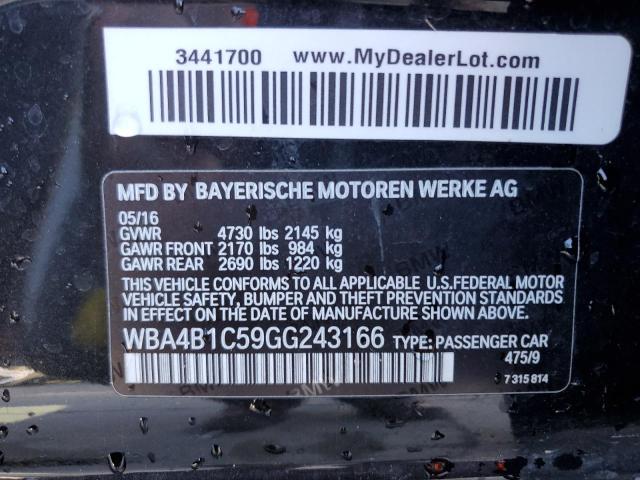 3441700 www.MyDealerLot.com
MFD BY BAYERISCHE MOTOREN WERKE AG
05/16
GVWR 4730 lbs 2145 kg
GAWR FRONT 2170 lbs 984 kg
GAWR REAR 2690 lbs 1220 kg
THIS VEHICLE CONFORMS TO ALL APPLICABLE U.S.FEDERAL MOTOR
VEHICLE SAFETY, BUMPER AND THEFT PREVENTION STANDARDS
IN EFFECT ON THE DATE OF MANUFACTURE SHOWN ABOVE.
WBA4B1C59GG243166 TYPE: PASSENGER CAR
475/9
7 315 814